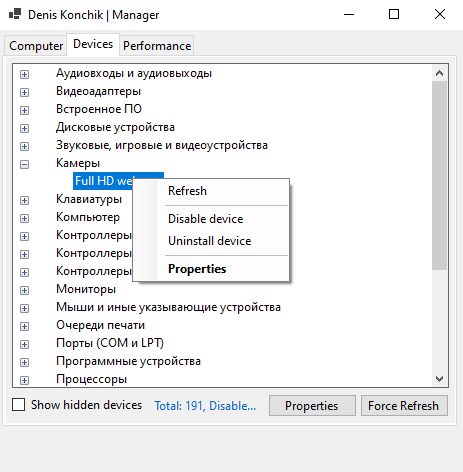 Denis Konchik | Manager
Computer Devices Performance
Аудиовходы и аудиовыходы
Видеоадаптеры
Встроенное ПО
Дисковые устройства
Звуковые, игровые и видеоустройства
Камеры
Full HD
Refresh
Клавиатуры
Disable device
Компьютер
Контроллеры
Uninstall device
Контроллеры
Контроллеры
Properties
Мониторы
Мыши и иные указывающие устройства
Очереди печати
Порты (COM и LPT)
Программные устройства
Процессоры
Show hidden devices Total: 191, Disable... Properties Force Refresh